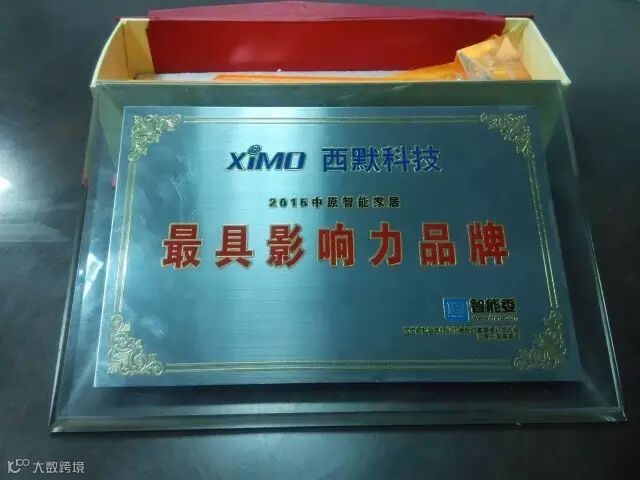 XiMO 西默科技
2015中原智能家居
最具影响力品牌
智能委
大数跨境